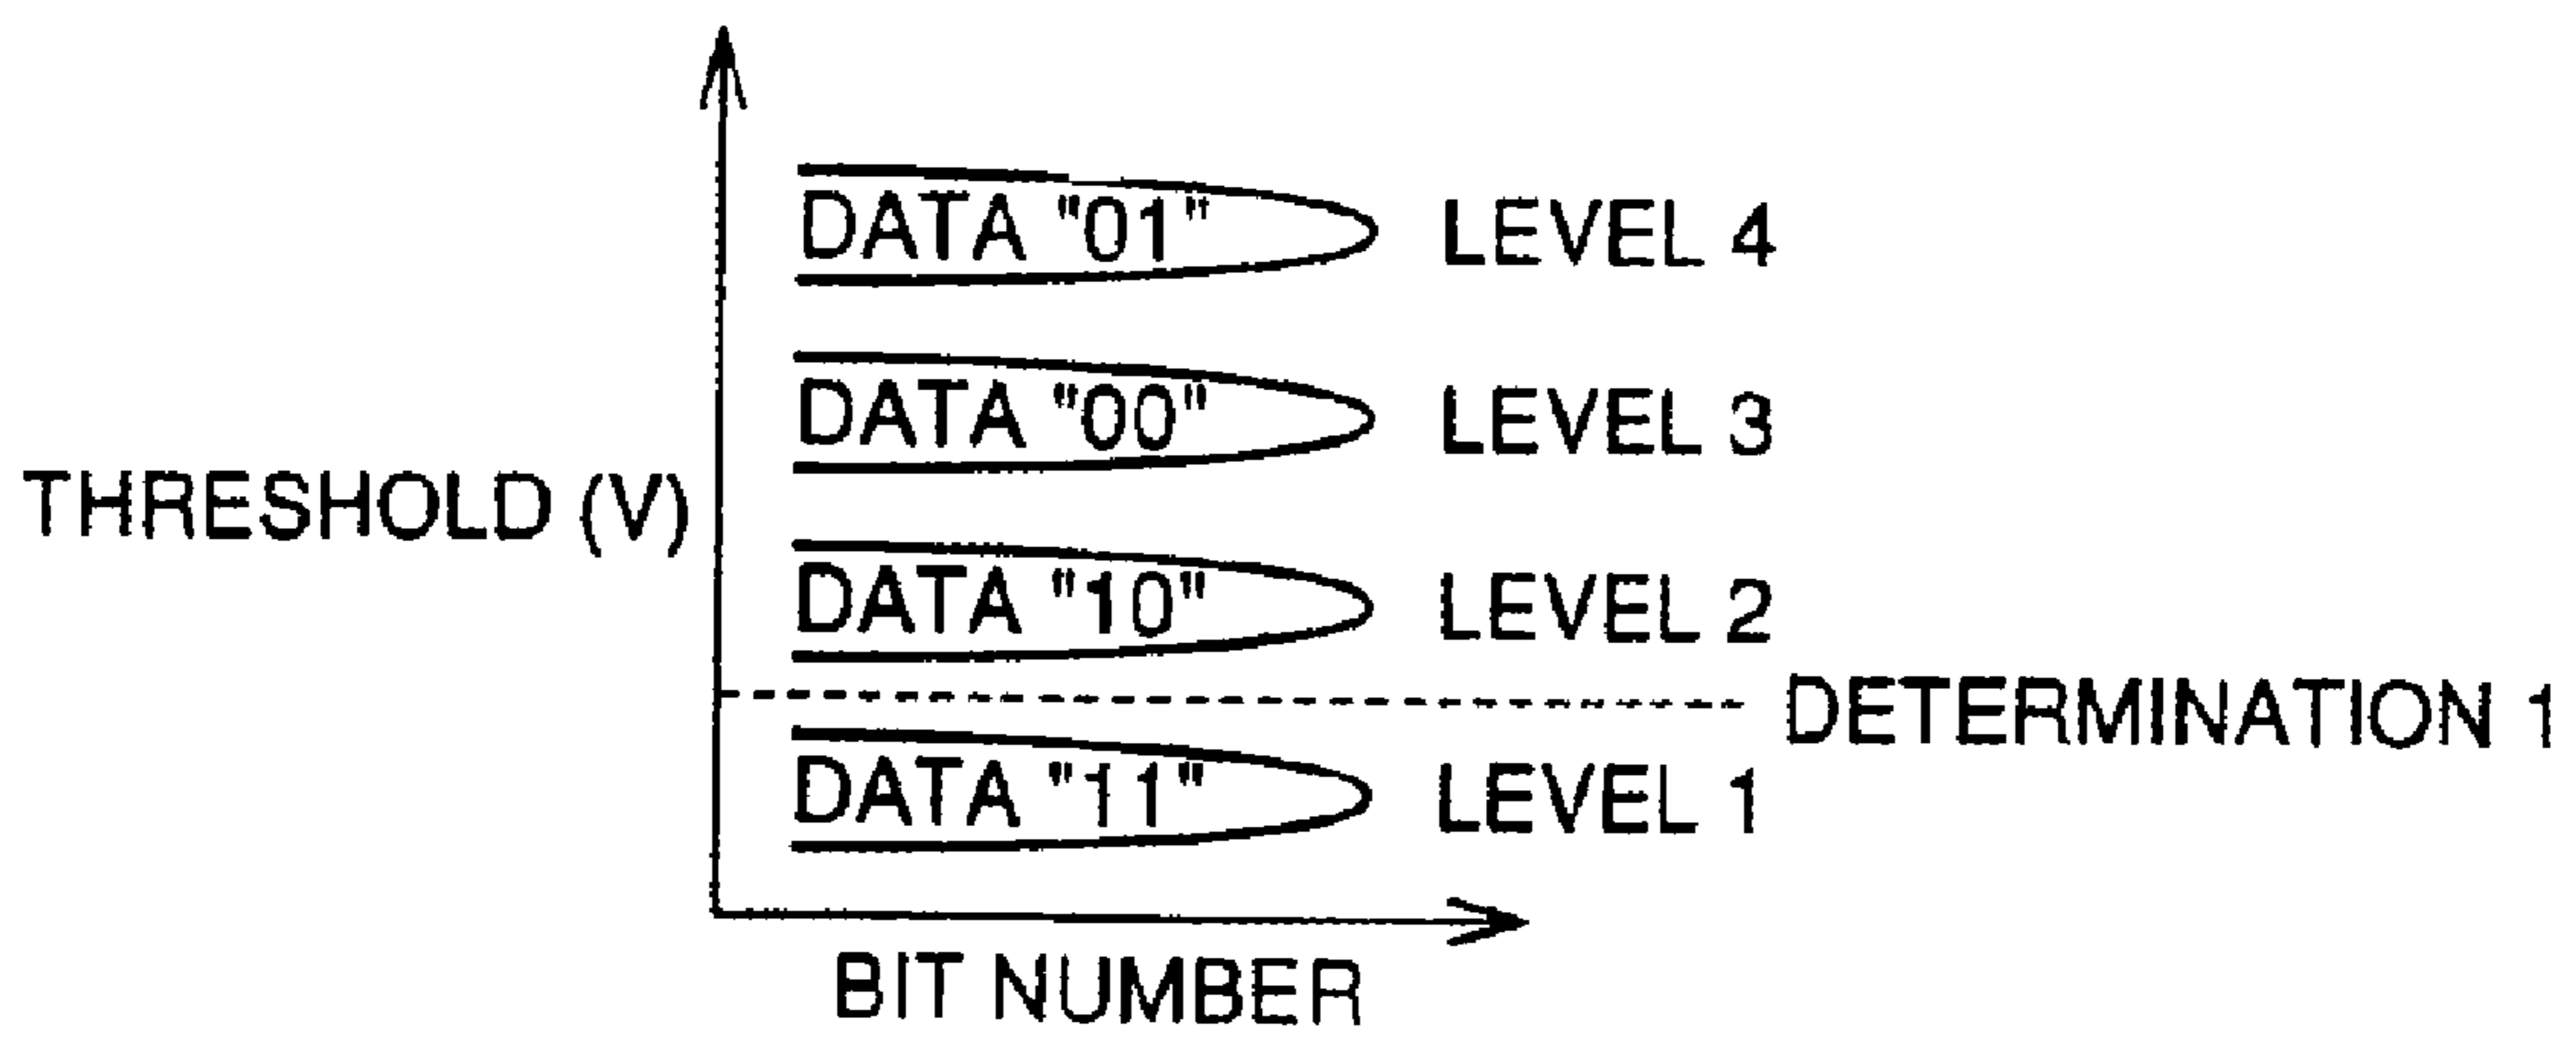 DATA "01" LEVEL 4
DATA "00" LEVEL 3
THRESHOLD (V)
DATA "10" LEVEL 2
DETERMINATION 1
DATA "11" LEVEL 1
BIT NUMBER